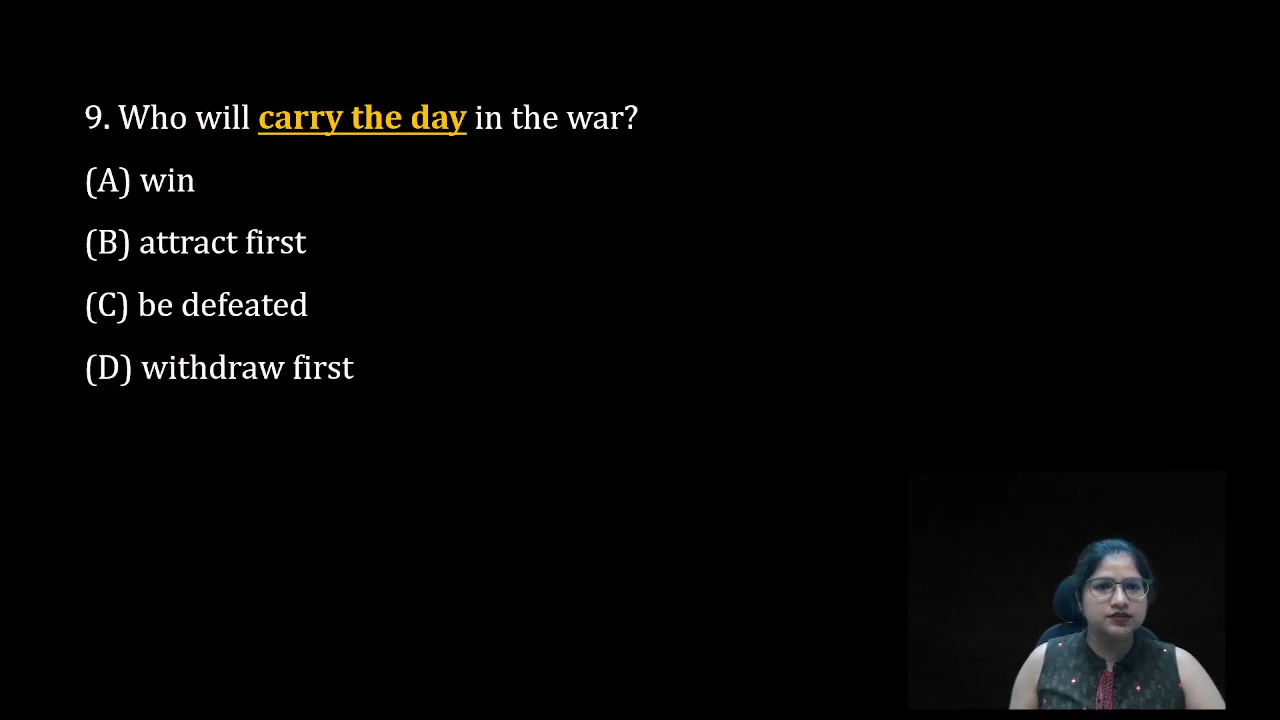 9. Who will carry the day in the war?
(A) win
(B) attract first
(C) be defeated
(D) withdraw first